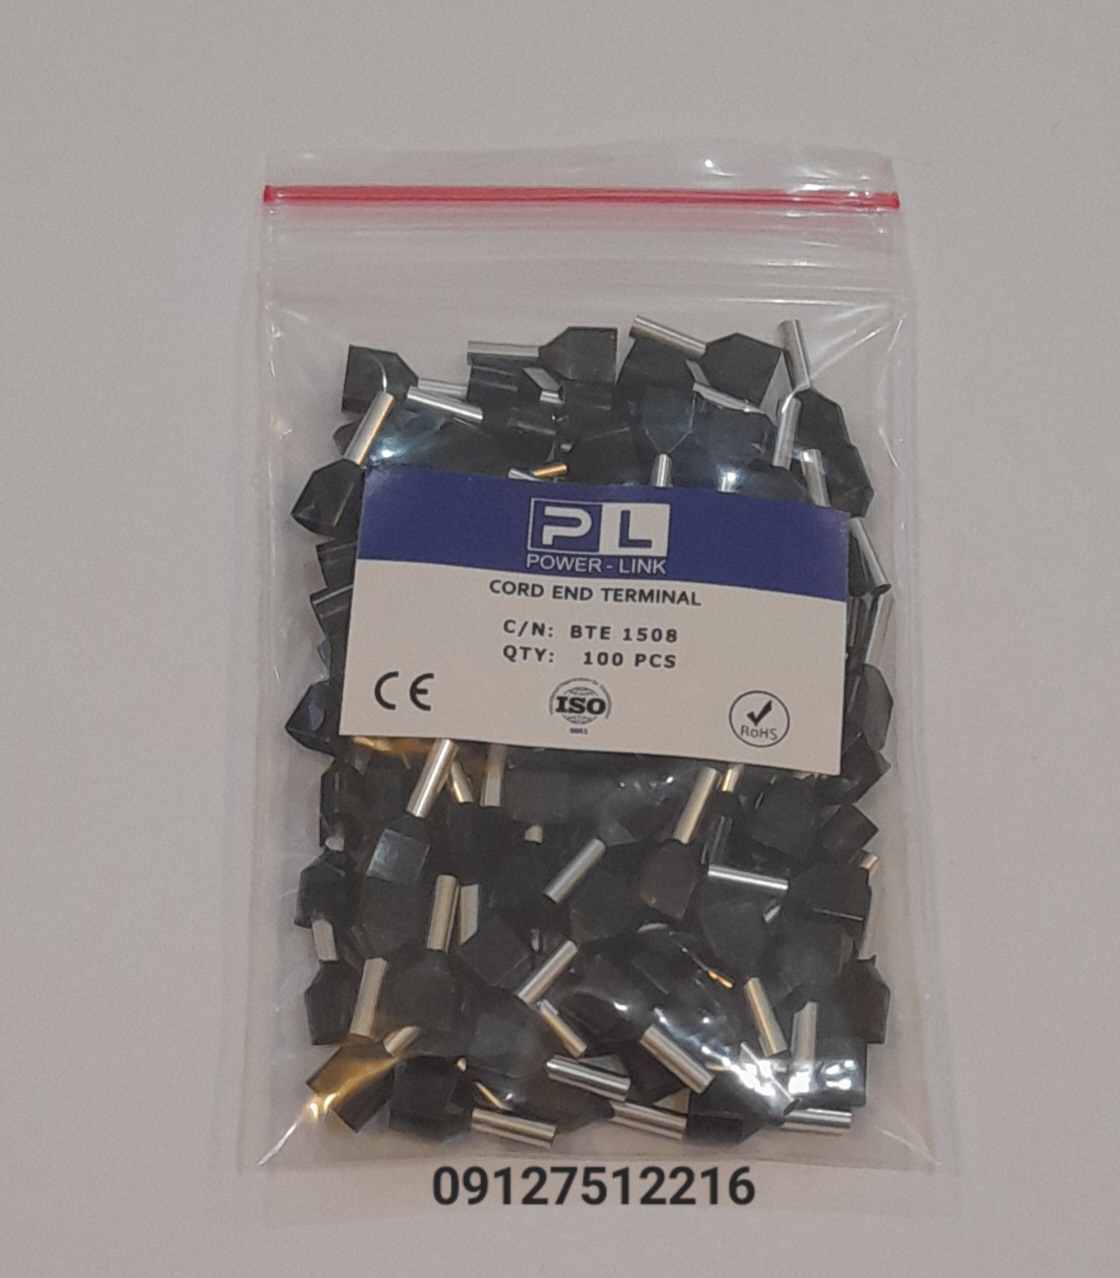 PL
POWER - LINK
CORD END TERMINAL
C/N: BTE 1508
QTY: 100 PCS
CE
ISO
RoHS
09127512216